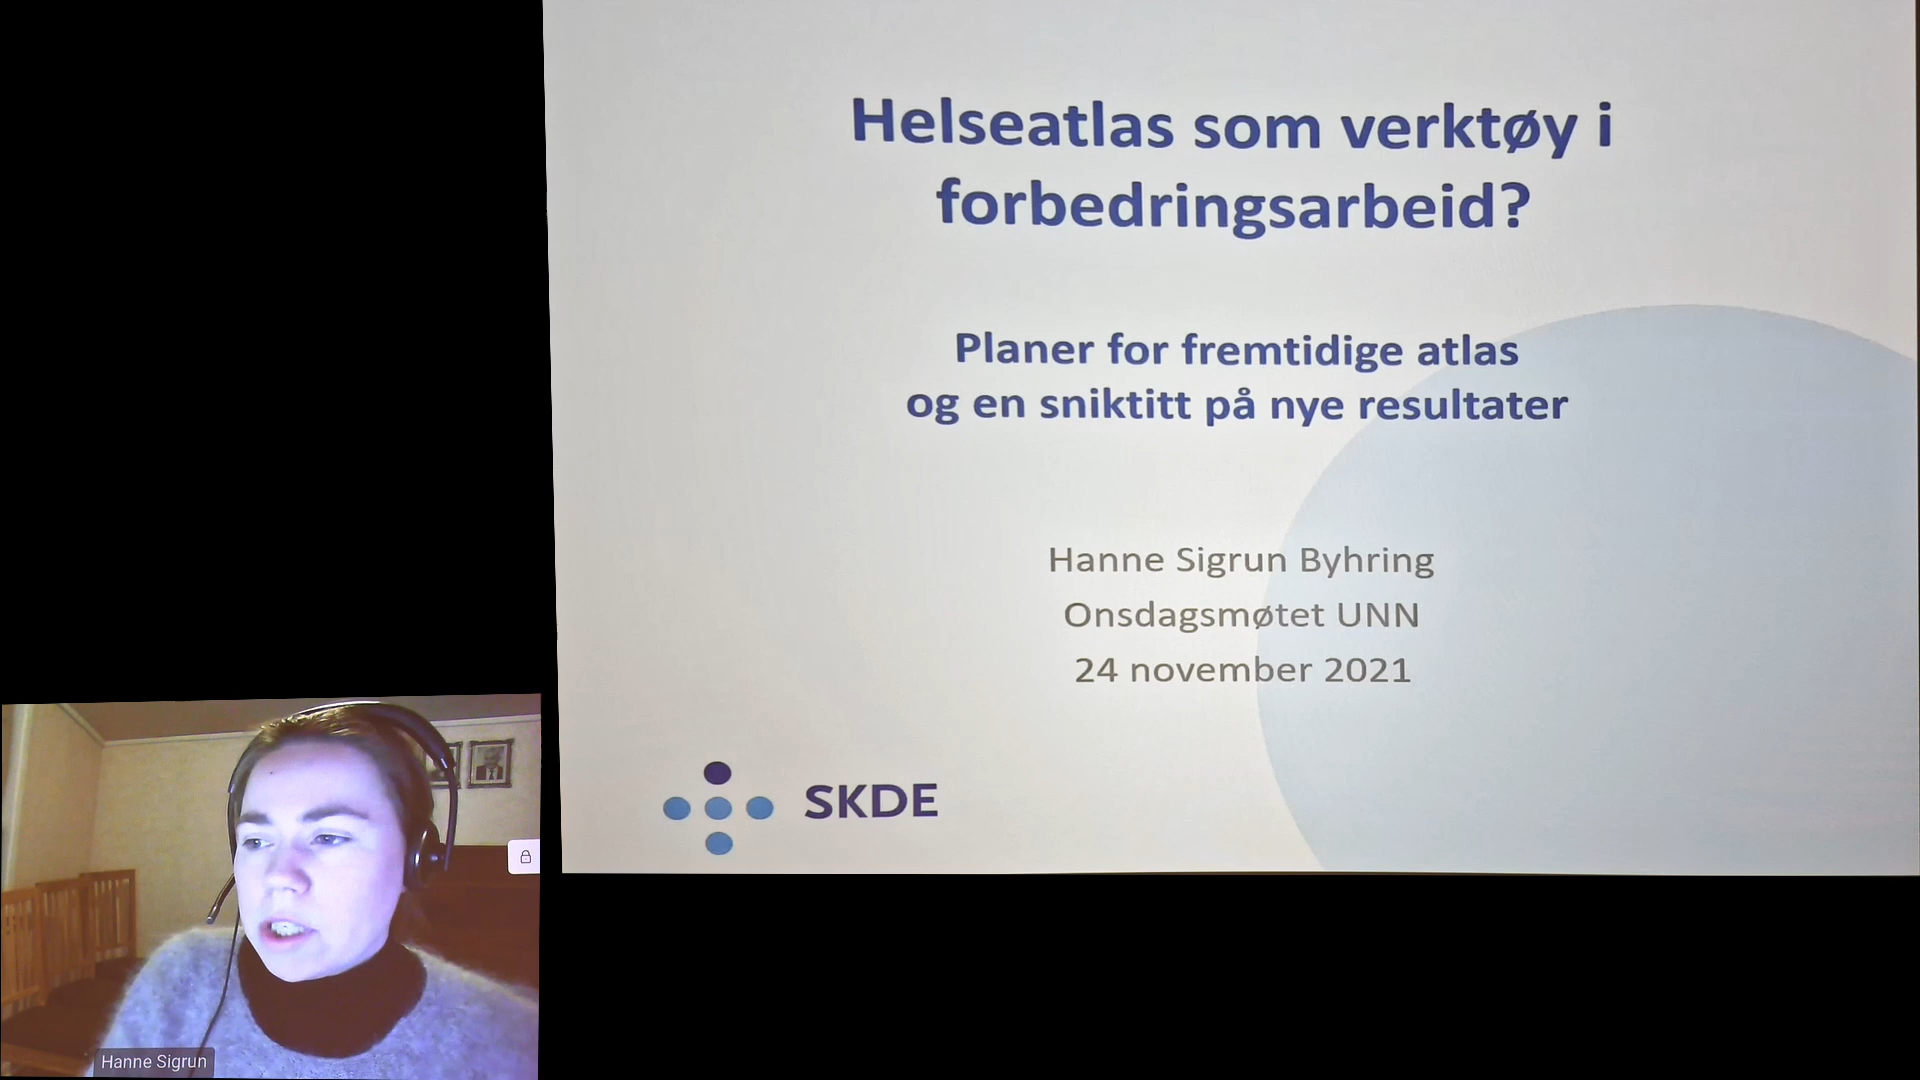 Helseatlas som verktøy i
forbedringsarbeid?
Planer for fremtidige atlas
og en sniktitt på nye resultater
Hanne Sigrun Byhring
Onsdagsmøtet UNN
24 november 2021
SKDE
Hanne Sigrun